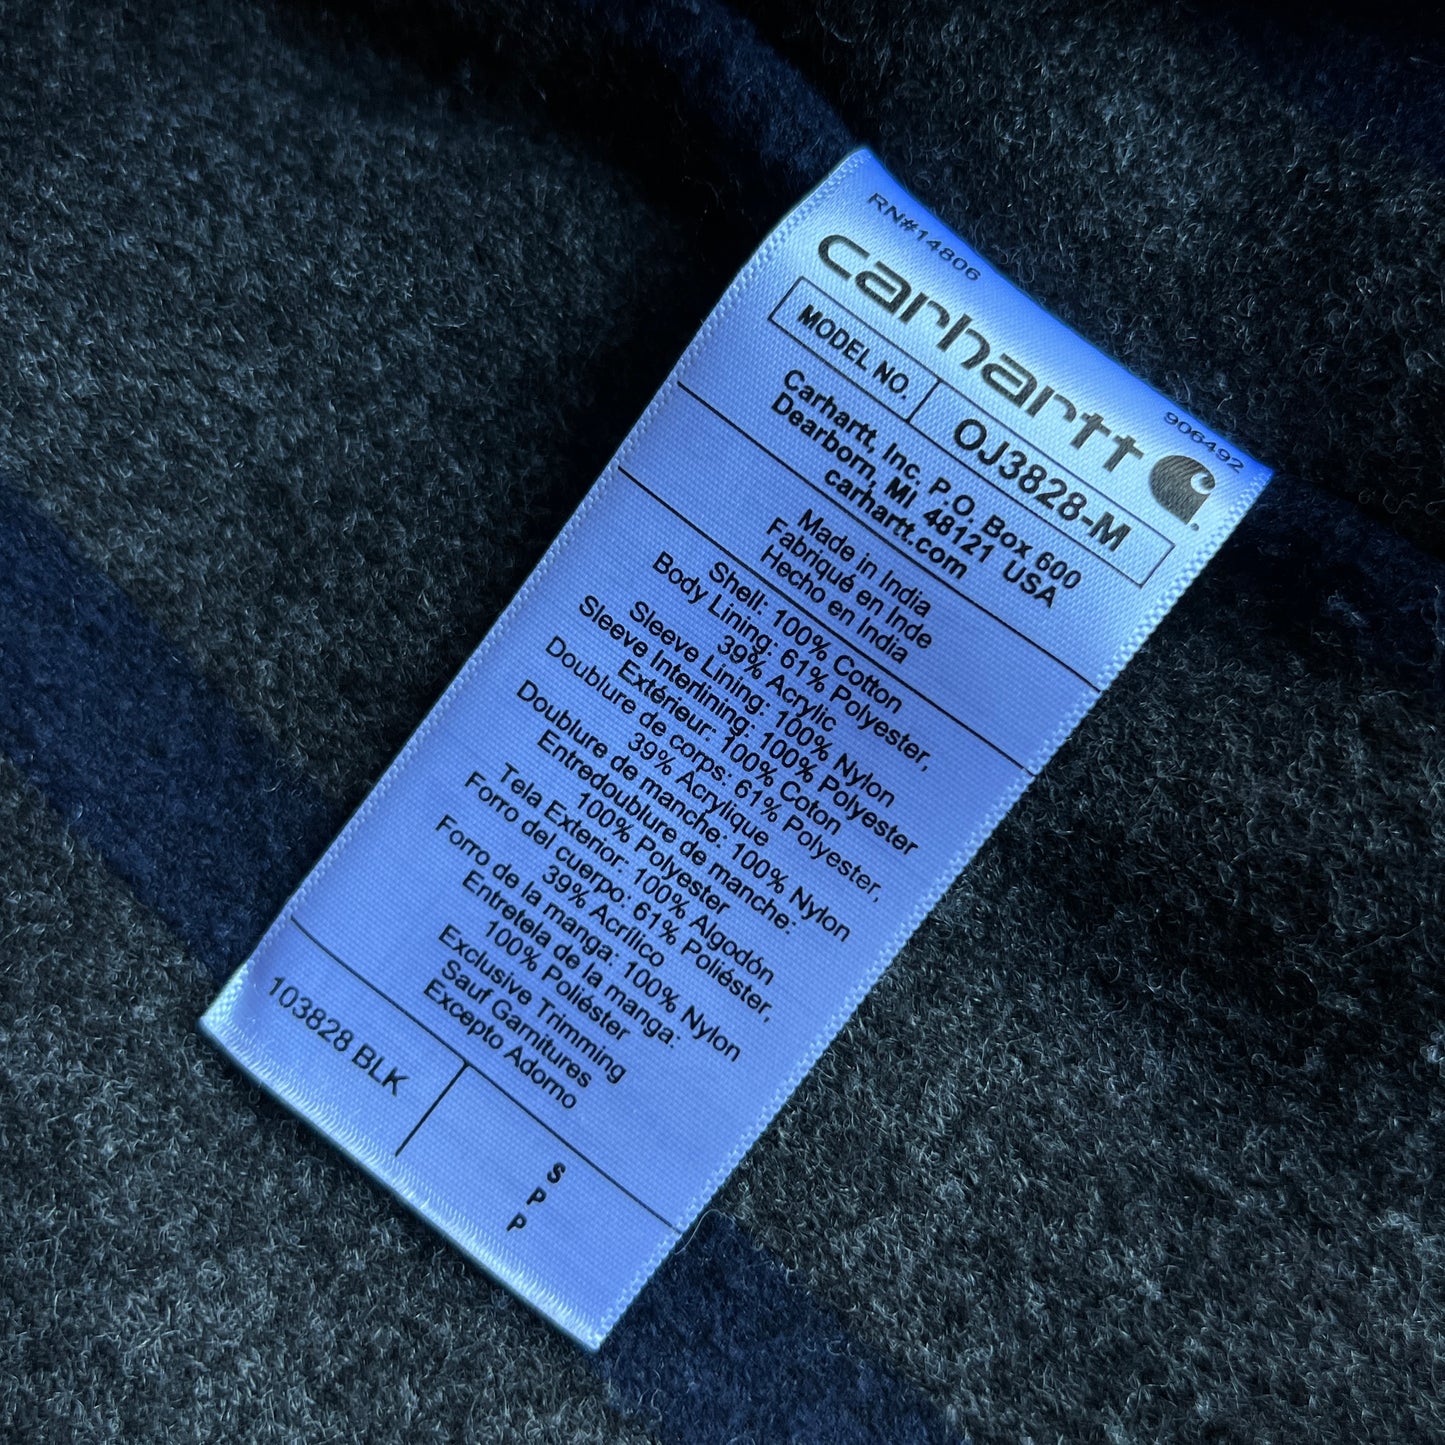 RN#14806
906492
carhartt
MODEL NO. OJ3828-M
Carhartt, Inc. P.O. Box 600
Dearborn, MI 48121 USA
carhartt.com
Made in India
Fabriqué en Inde
Hecho en India
Shell: 100% Cotton
Body Lining: 61% Polyester,
39% Acrylic
Sleeve Lining: 100% Nylon
Sleeve Interlining: 100% Polyester
Extérieur: 100% Coton
Doublure de corps: 61% Polyester,
39% Acrylique
Doublure de manche: 100% Nylon
Entredoublure de manche:
100% Polyester
Tela Exterior: 100% Algodón
Forro del cuerpo: 61% Poliéster,
39% Acrílico
Forro de la manga: 100% Nylon
Entretela de la manga:
100% Poliéster
Exclusive Trimming
Sauf Garnitures
Excepto Adorno
103828 BLK
S
P
P